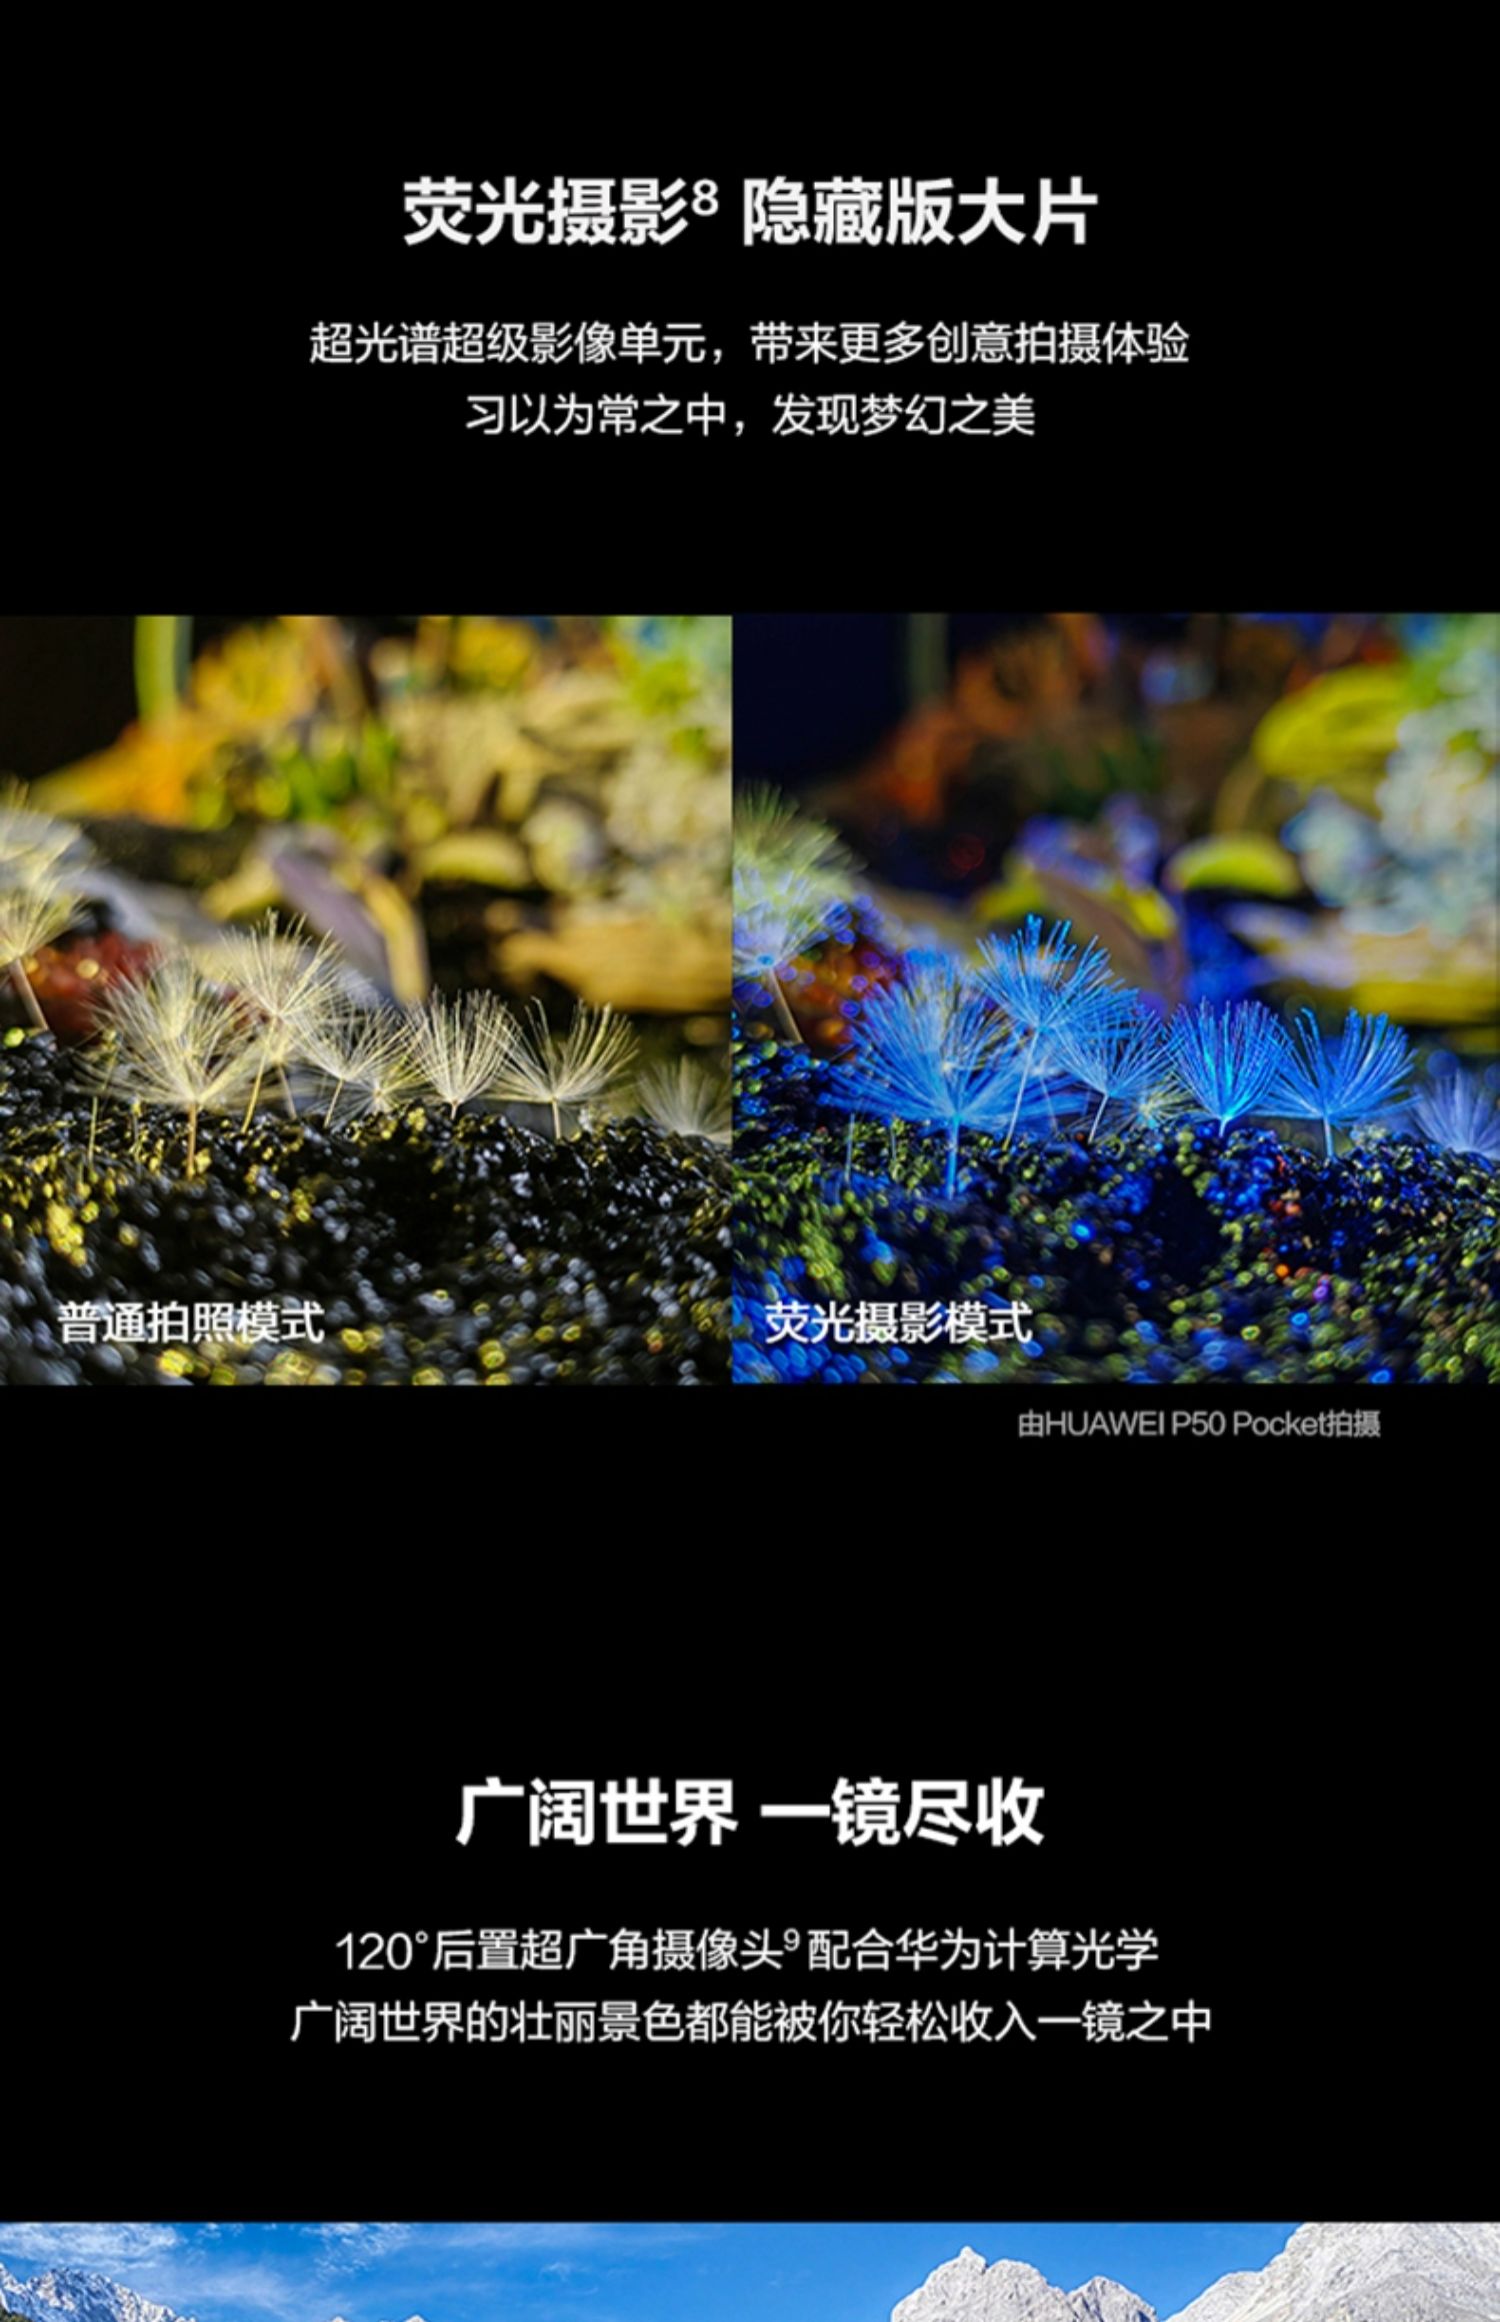 荧光摄影8 隐藏版大片
超光谱超级影像单元，带来更多创意拍摄体验
习以为常之中，发现梦幻之美
普通拍照模式
荧光摄影模式
由HUAWEI P50 Pocket拍摄
广阔世界 一镜尽收
120°后置超广角摄像头9配合华为计算光学
广阔世界的壮丽景色都能被你轻松收入一镜之中